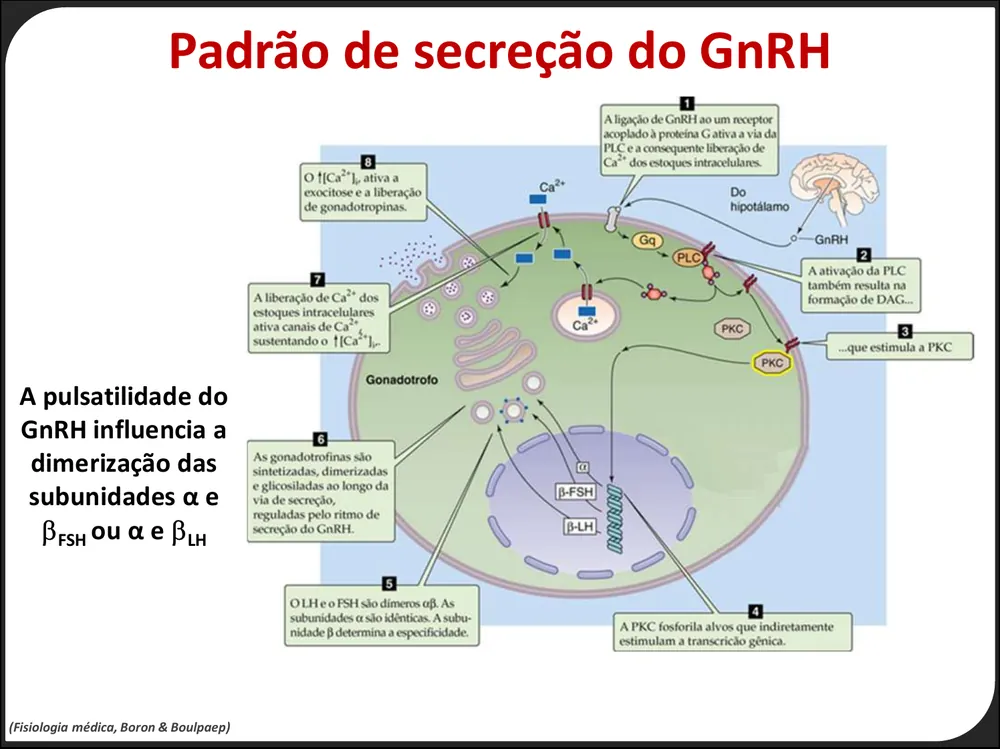 Padrão de secreção do GnRH
1
A ligação de GnRH ao um receptor
acoplado à proteína G ativa a via da
PLC e a consequente liberação de
Ca2+ dos estoques intracelulares.
8
O ↑[Ca2+]i, ativa a
exocitose e a liberação
de gonadotropinas.
Ca2+
Do
hipotálamo
GnRH
Gq
PLC
2
A ativação da PLC
também resulta na
formação de DAG...
7
A liberação de Ca2+ dos
estoques intracelulares
ativa canais de Ca2+,
sustentando o ↑[Ca2+]i,.
Ca2+
PKC
3
...que estimula a PKC
PKC
Gonadotrofo
A pulsatilidade do
GnRH influencia a
dimerização das
subunidades α e
βFSH ou α e βLH
6
As gonadotrofinas são
sintetizadas, dimerizadas
e glicosiladas ao longo da
via de secreção,
reguladas pelo ritmo de
secreção do GnRH.
α
β-FSH
β-LH
5
O LH e o FSH são dímeros αβ. As
subunidades α são idênticas. A subu-
nidade β determina a especificidade.
4
A PKC fosforila alvos que indiretamente
estimulam a transcricão gênica.
(Fisiologia médica, Boron & Boulpaep)